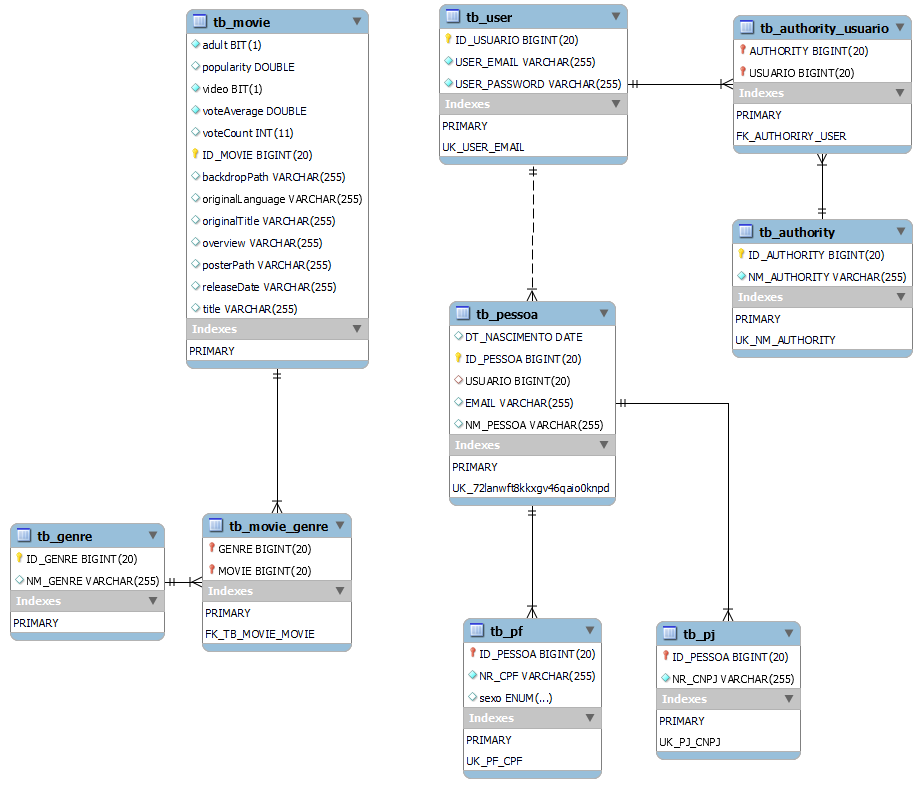 tb_movie
adult BIT(1)
popularity DOUBLE
video BIT(1)
voteAverage DOUBLE
voteCount INT(11)
ID_MOVIE BIGINT(20)
backdropPath VARCHAR(255)
originalLanguage VARCHAR(255)
originalTitle VARCHAR(255)
overview VARCHAR(255)
posterPath VARCHAR(255)
releaseDate VARCHAR(255)
title VARCHAR(255)
Indexes
PRIMARY
tb_user
ID_USUARIO BIGINT(20)
USER_EMAIL VARCHAR(255)
USER_PASSWORD VARCHAR(255)
Indexes
PRIMARY
UK_USER_EMAIL
tb_authority_usuario
AUTHORITY BIGINT(20)
USUARIO BIGINT(20)
Indexes
PRIMARY
FK_AUTHORIRY_USER
tb_authority
ID_AUTHORITY BIGINT(20)
NM_AUTHORITY VARCHAR(255)
Indexes
PRIMARY
UK_NM_AUTHORITY
tb_pessoa
DT_NASCIMENTO DATE
ID_PESSOA BIGINT(20)
USUARIO BIGINT(20)
EMAIL VARCHAR(255)
NM_PESSOA VARCHAR(255)
Indexes
PRIMARY
UK_72lanwft8kkxgv46qaio0knpd
tb_genre
ID_GENRE BIGINT(20)
NM_GENRE VARCHAR(255)
Indexes
PRIMARY
tb_movie_genre
GENRE BIGINT(20)
MOVIE BIGINT(20)
Indexes
PRIMARY
FK_TB_MOVIE_MOVIE
tb_pf
ID_PESSOA BIGINT(20)
NR_CPF VARCHAR(255)
sexo ENUM(...)
Indexes
PRIMARY
UK_PF_CPF
tb_pj
ID_PESSOA BIGINT(20)
NR_CNPJ VARCHAR(255)
Indexes
PRIMARY
UK_PJ_CNPJ